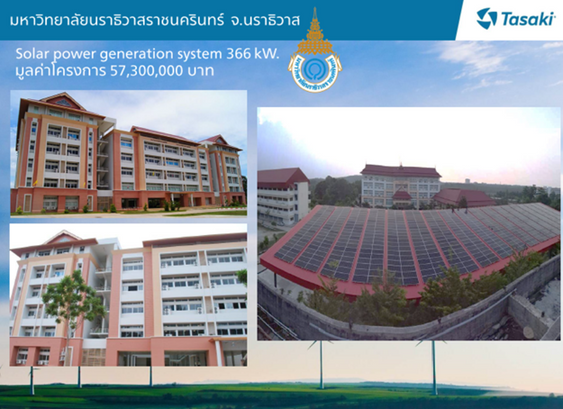 มหาวิทยาลัยนราธิวาสราชนครินทร์ จ.นราธิวาส
Tasaki
Solar power generation system 366 kW.
มูลค่าโครงการ 57,300,000 บาท